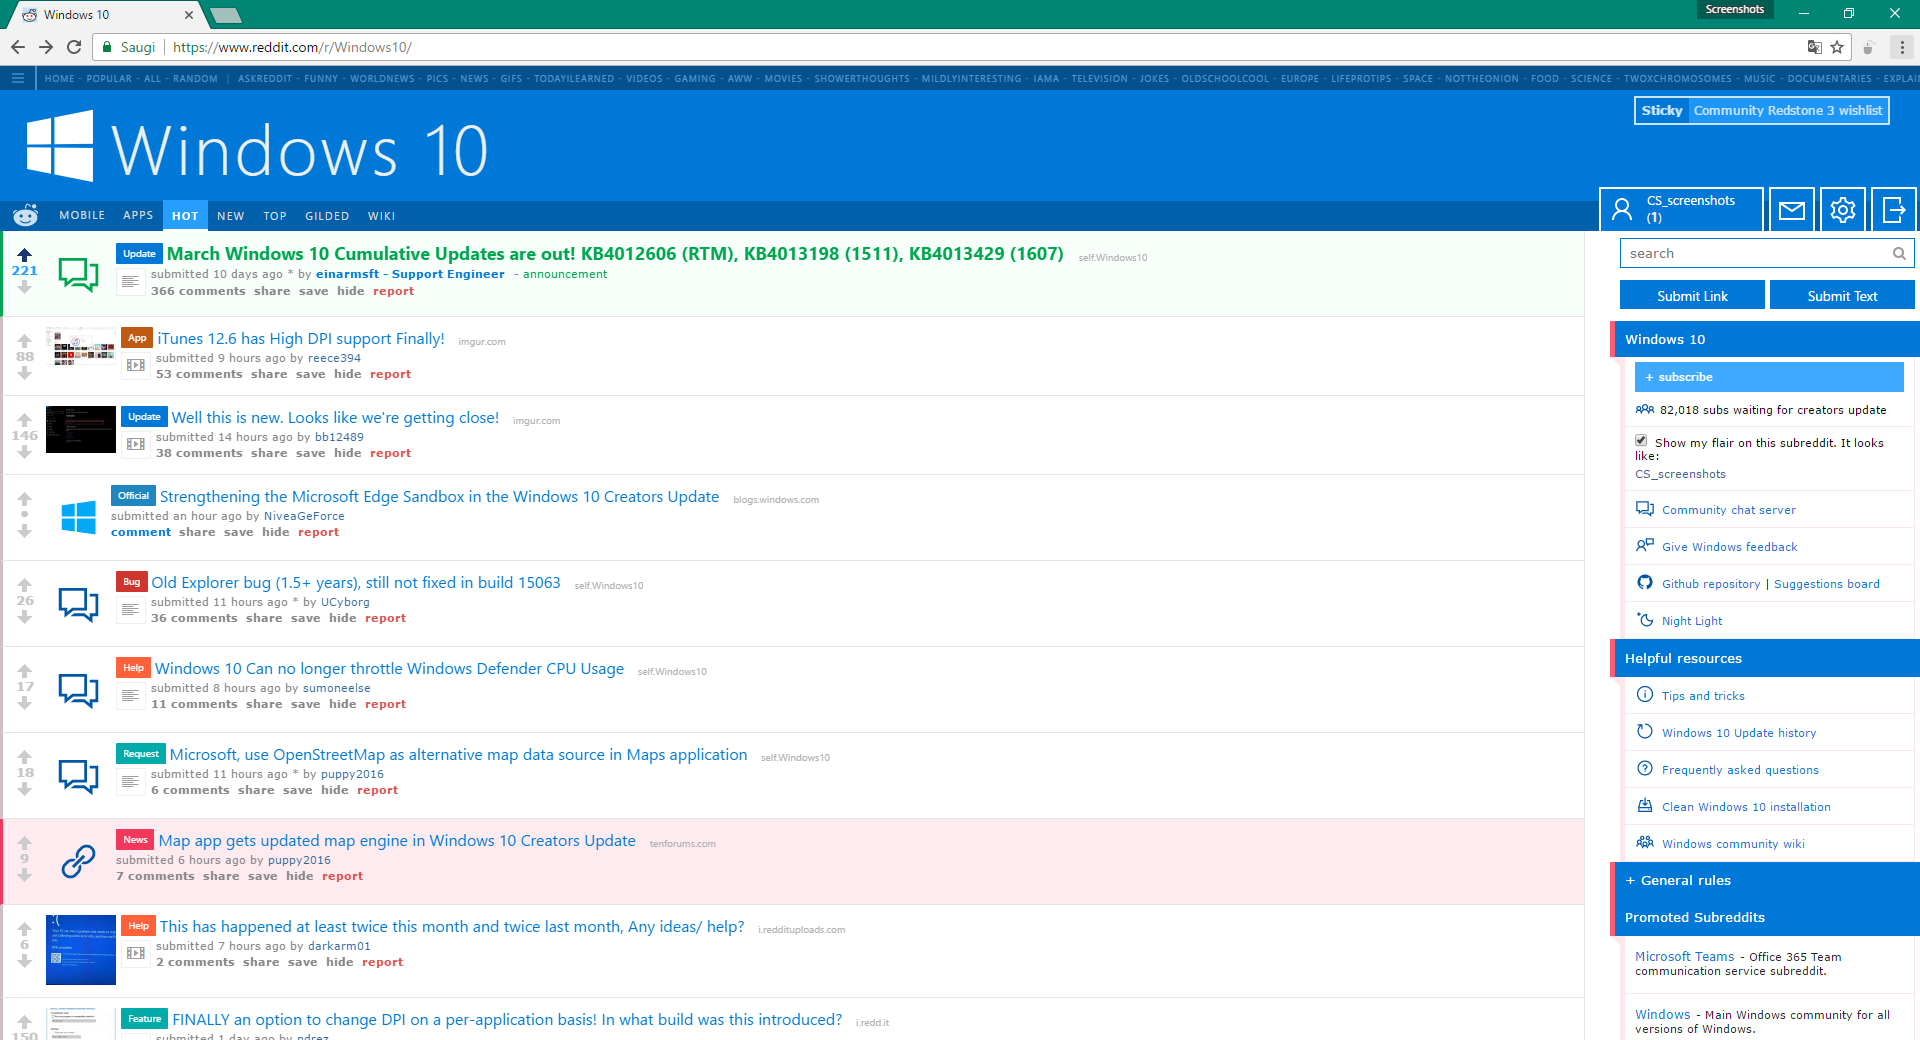 Windows 10
Screenshots
Saugi https://www.reddit.com/r/Windows10/
HOME - POPULAR - ALL - RANDOM | ASKREDDIT - FUNNY - WORLDNEWS - PICS - NEWS - GIFS - TODAYILEARNED - VIDEOS - GAMING - AWW - MOVIES - SHOWERTHOUGHTS - MILDLYINTERESTING - IAMA - TELEVISION - JOKES - OLDSCHOOLCOOL - EUROPE - LIFEPROTIPS - SPACE - NOTTHEONION - FOOD - SCIENCE - TWOXCHROMOSOMES - MUSIC - DOCUMENTARIES - EXPLAI
Sticky Community Redstone 3 wishlist
Windows 10
MOBILE APPS HOT NEW TOP GILDED WIKI
CS_screenshots
(1)
221
Update March Windows 10 Cumulative Updates are out! KB4012606 (RTM), KB4013198 (1511), KB4013429 (1607) self.Windows10
submitted 10 days ago * by einarmsft - Support Engineer - announcement
366 comments share save hide report
88
App iTunes 12.6 has High DPI support Finally! imgur.com
submitted 9 hours ago by reece394
53 comments share save hide report
146
Update Well this is new. Looks like we're getting close! imgur.com
submitted 14 hours ago by bb12489
38 comments share save hide report
•
Official Strengthening the Microsoft Edge Sandbox in the Windows 10 Creators Update blogs.windows.com
submitted an hour ago by NiveaGeForce
comment share save hide report
26
Bug Old Explorer bug (1.5+ years), still not fixed in build 15063 self.Windows10
submitted 11 hours ago * by UCyborg
36 comments share save hide report
17
Help Windows 10 Can no longer throttle Windows Defender CPU Usage self.Windows10
submitted 8 hours ago by sumoneelse
11 comments share save hide report
18
Request Microsoft, use OpenStreetMap as alternative map data source in Maps application self.Windows10
submitted 11 hours ago * by puppy2016
6 comments share save hide report
9
News Map app gets updated map engine in Windows 10 Creators Update tenforums.com
submitted 6 hours ago by puppy2016
7 comments share save hide report
6
Help This has happened at least twice this month and twice last month, Any ideas/ help? i.reddituploads.com
submitted 7 hours ago by darkarm01
2 comments share save hide report
150
Feature FINALLY an option to change DPI on a per-application basis! In what build was this introduced? i.redd.it
submitted 1 day ago by ndrez
search
Submit Link Submit Text
Windows 10
+ subscribe
82,018 subs waiting for creators update
Show my flair on this subreddit. It looks
like:
CS_screenshots
Community chat server
Give Windows feedback
Github repository | Suggestions board
Night Light
Helpful resources
Tips and tricks
Windows 10 Update history
Frequently asked questions
Clean Windows 10 installation
Windows community wiki
+ General rules
Promoted Subreddits
Microsoft Teams - Office 365 Team
communication service subreddit.
Windows - Main Windows community for all
versions of Windows.